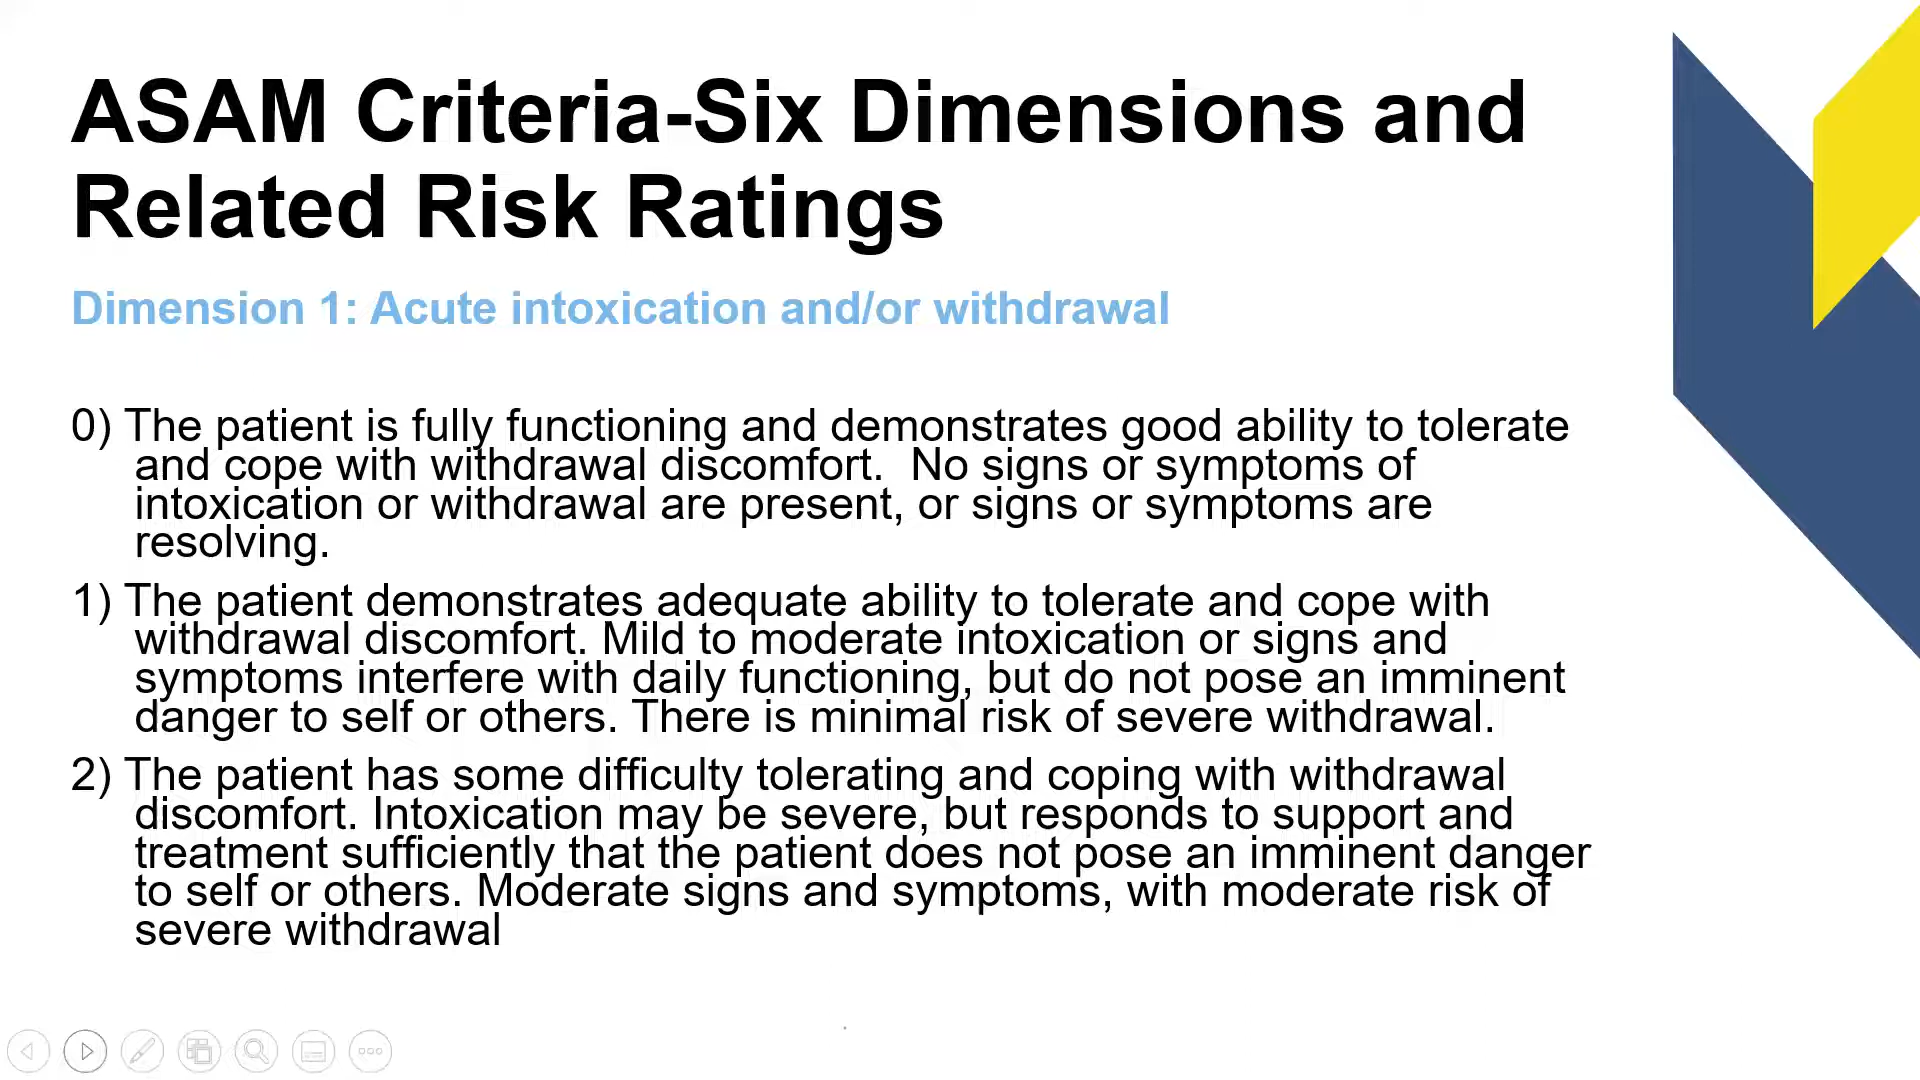 ASAM Criteria-Six Dimensions and
Related Risk Ratings
Dimension 1: Acute intoxication and/or withdrawal
0) The patient is fully functioning and demonstrates good ability to tolerate
and cope with withdrawal discomfort.  No signs or symptoms of
intoxication or withdrawal are present, or signs or symptoms are
resolving.
1) The patient demonstrates adequate ability to tolerate and cope with
withdrawal discomfort. Mild to moderate intoxication or signs and
symptoms interfere with daily functioning, but do not pose an imminent
danger to self or others. There is minimal risk of severe withdrawal.
2) The patient has some difficulty tolerating and coping with withdrawal
discomfort. Intoxication may be severe, but responds to support and
treatment sufficiently that the patient does not pose an imminent danger
to self or others. Moderate signs and symptoms, with moderate risk of
severe withdrawal